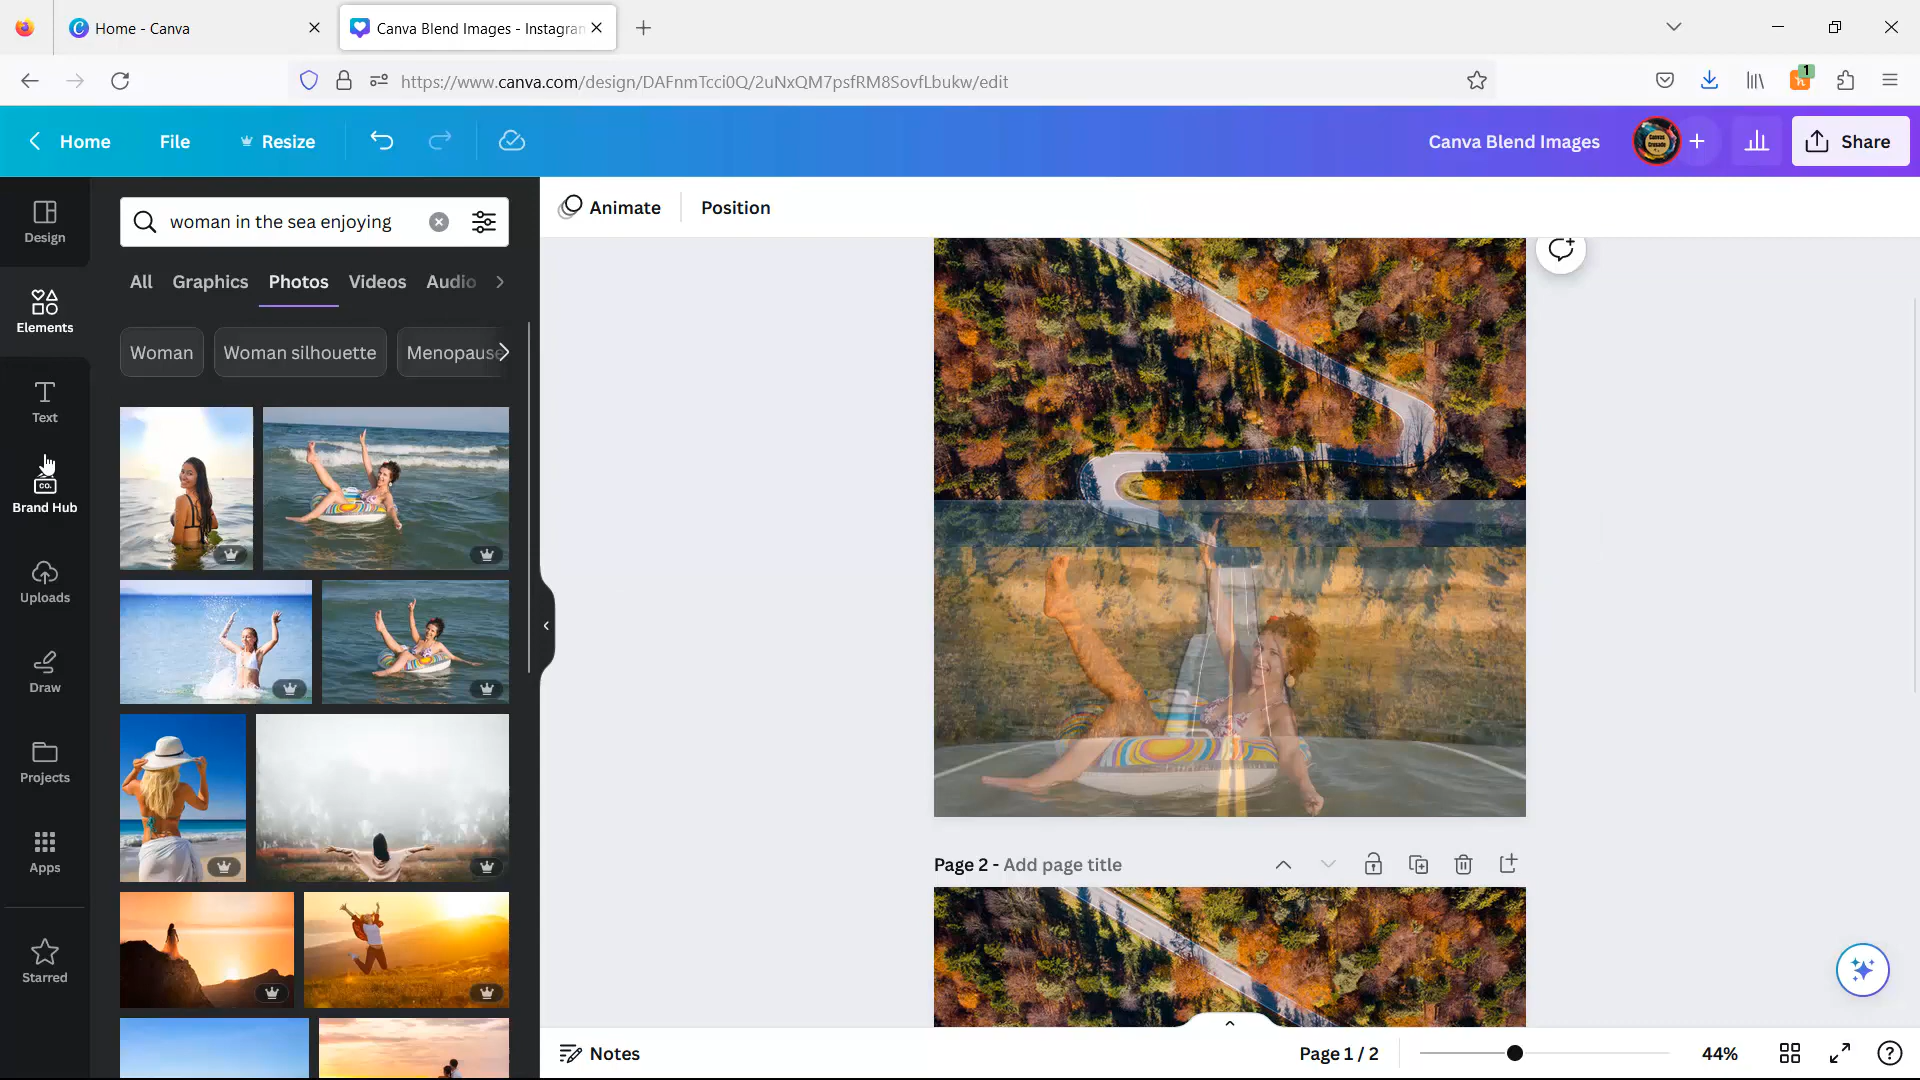 Home - Canva
Canva Blend Images - Instagran
https://www.canva.com/design/DAFnmTcci0Q/2uNxQM7psfRM8SovfLbukw/edit
1
Home
File
Resize
Canva Blend Images
Share
Design
Elements
Text
CO.
Brand Hub
Uploads
Draw
Projects
Apps
Starred
woman in the sea enjoying
All
Graphics
Photos
Videos
Audio
Woman
Woman silhouette
Menopause
Animate
Position
Page 2 - Add page title
Notes
Page 1 / 2
44%